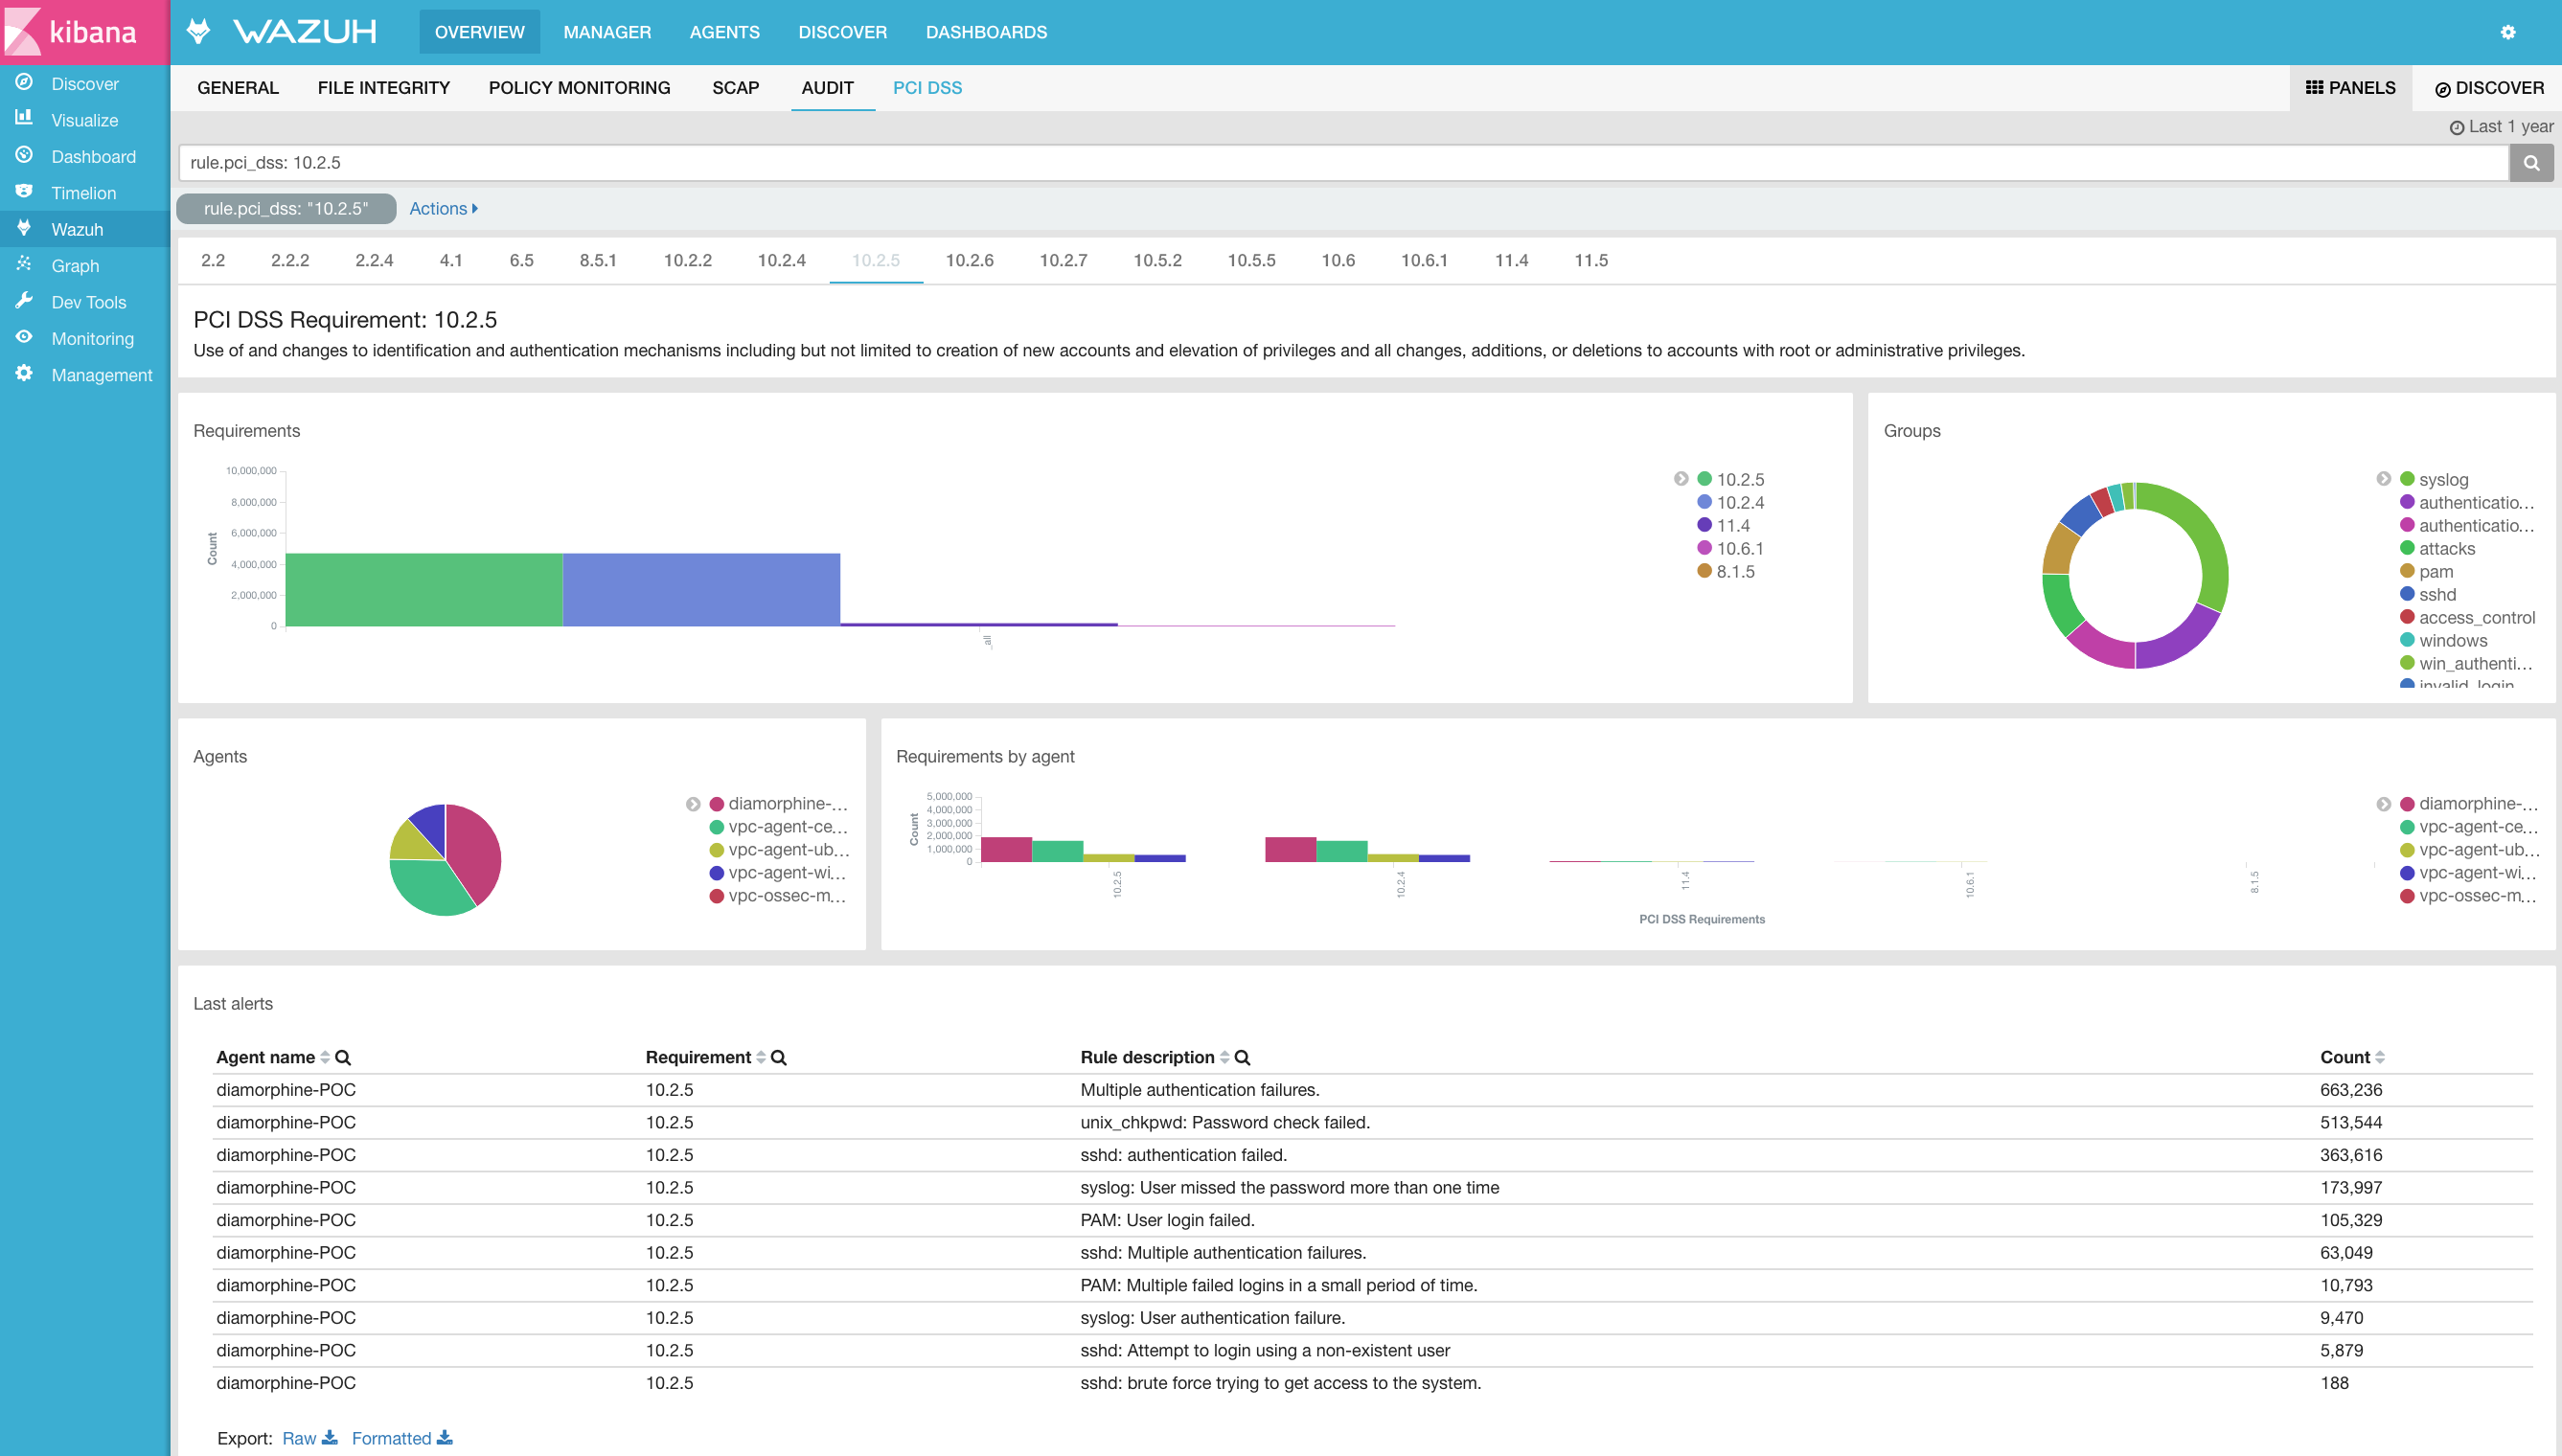 kibana
WAZUH OVERVIEW MANAGER AGENTS DISCOVER DASHBOARDS
Discover
Visualize
Dashboard
Timelion
Wazuh
Graph
Dev Tools
Monitoring
Management
GENERAL FILE INTEGRITY POLICY MONITORING SCAP AUDIT PCI DSS PANELS DISCOVER
Last 1 year
rule.pci_dss: 10.2.5
rule.pci_dss: "10.2.5" Actions
2.2 2.2.2 2.2.4 4.1 6.5 8.5.1 10.2.2 10.2.4 10.2.5 10.2.6 10.2.7 10.5.2 10.5.5 10.6 10.6.1 11.4 11.5
PCI DSS Requirement: 10.2.5
Use of and changes to identification and authentication mechanisms including but not limited to creation of new accounts and elevation of privileges and all changes, additions, or deletions to accounts with root or administrative privileges.
Requirements
10,000,000
8,000,000
6,000,000
4,000,000
2,000,000
0
Count
_all
10.2.5
10.2.4
11.4
10.6.1
8.1.5
Groups
syslog
authenticatio...
authenticatio...
attacks
pam
sshd
access_control
windows
win_authenti...
invalid_login
Agents
diamorphine-...
vpc-agent-ce...
vpc-agent-ub...
vpc-agent-wi...
vpc-ossec-m...
Requirements by agent
5,000,000
4,000,000
3,000,000
2,000,000
1,000,000
0
Count
10.2.5
10.2.4
11.4
10.6.1
8.1.5
PCI DSS Requirements
diamorphine-...
vpc-agent-ce...
vpc-agent-ub...
vpc-agent-wi...
vpc-ossec-m...
Last alerts
Agent name Requirement Rule description Count
diamorphine-POC 10.2.5 Multiple authentication failures. 663,236
diamorphine-POC 10.2.5 unix_chkpwd: Password check failed. 513,544
diamorphine-POC 10.2.5 sshd: authentication failed. 363,616
diamorphine-POC 10.2.5 syslog: User missed the password more than one time 173,997
diamorphine-POC 10.2.5 PAM: User login failed. 105,329
diamorphine-POC 10.2.5 sshd: Multiple authentication failures. 63,049
diamorphine-POC 10.2.5 PAM: Multiple failed logins in a small period of time. 10,793
diamorphine-POC 10.2.5 syslog: User authentication failure. 9,470
diamorphine-POC 10.2.5 sshd: Attempt to login using a non-existent user 5,879
diamorphine-POC 10.2.5 sshd: brute force trying to get access to the system. 188
Export: Raw Formatted